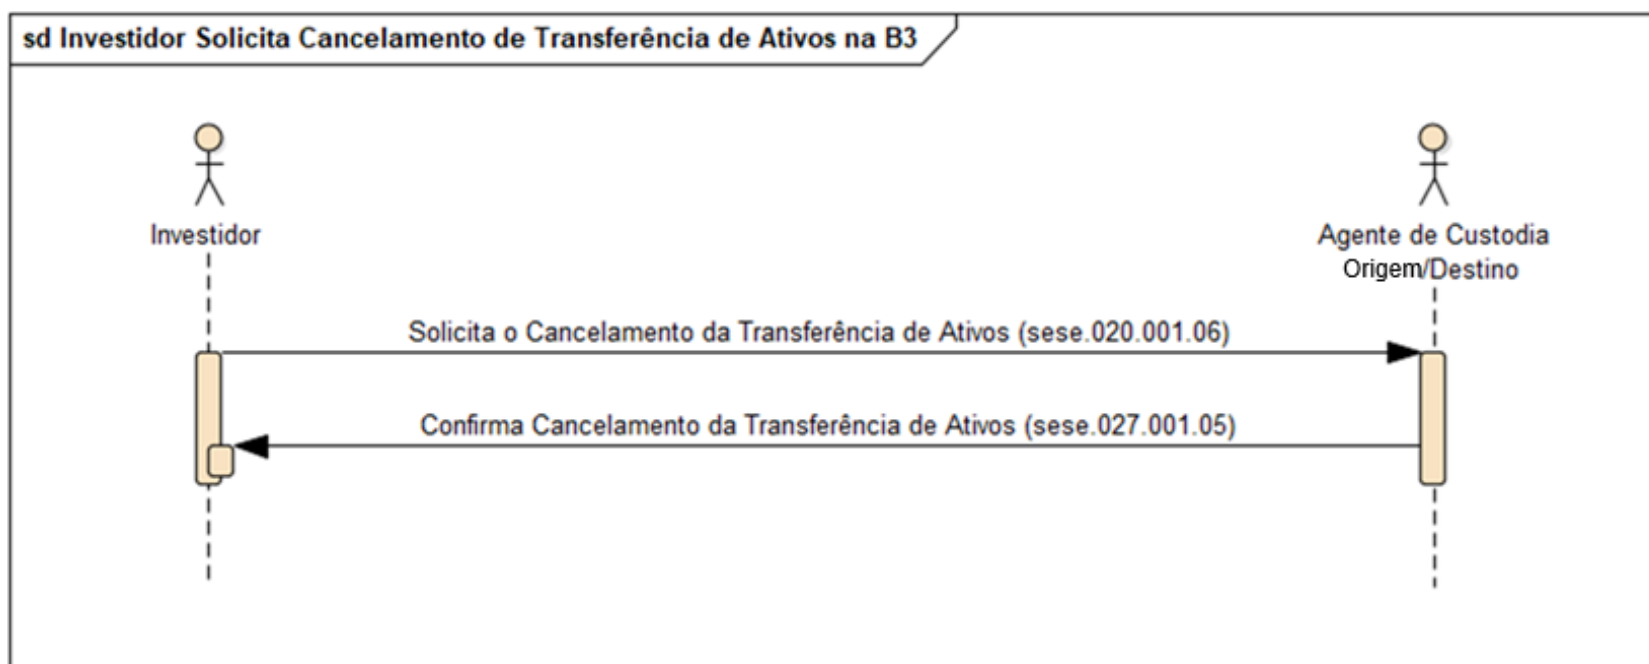 sd Investidor Solicita Cancelamento de Transferência de Ativos na B3
Investidor
Agente de Custodia
Origem/Destino
Solicita o Cancelamento da Transferência de Ativos (sese.020.001.06)
Confirma Cancelamento da Transferência de Ativos (sese.027.001.05)